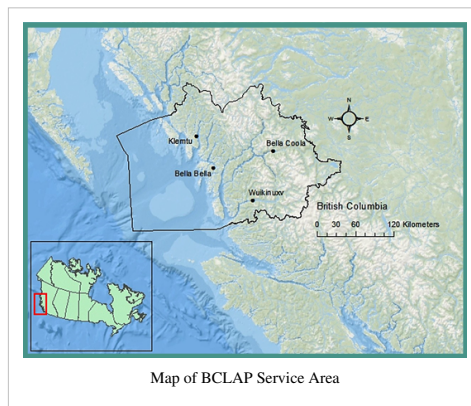 N
W E
S
Klemtu
Bella Coola
Bella Bella
Wuikinuxv
British Columbia
0 30 60 120 Kilometers
Map of BCLAP Service Area